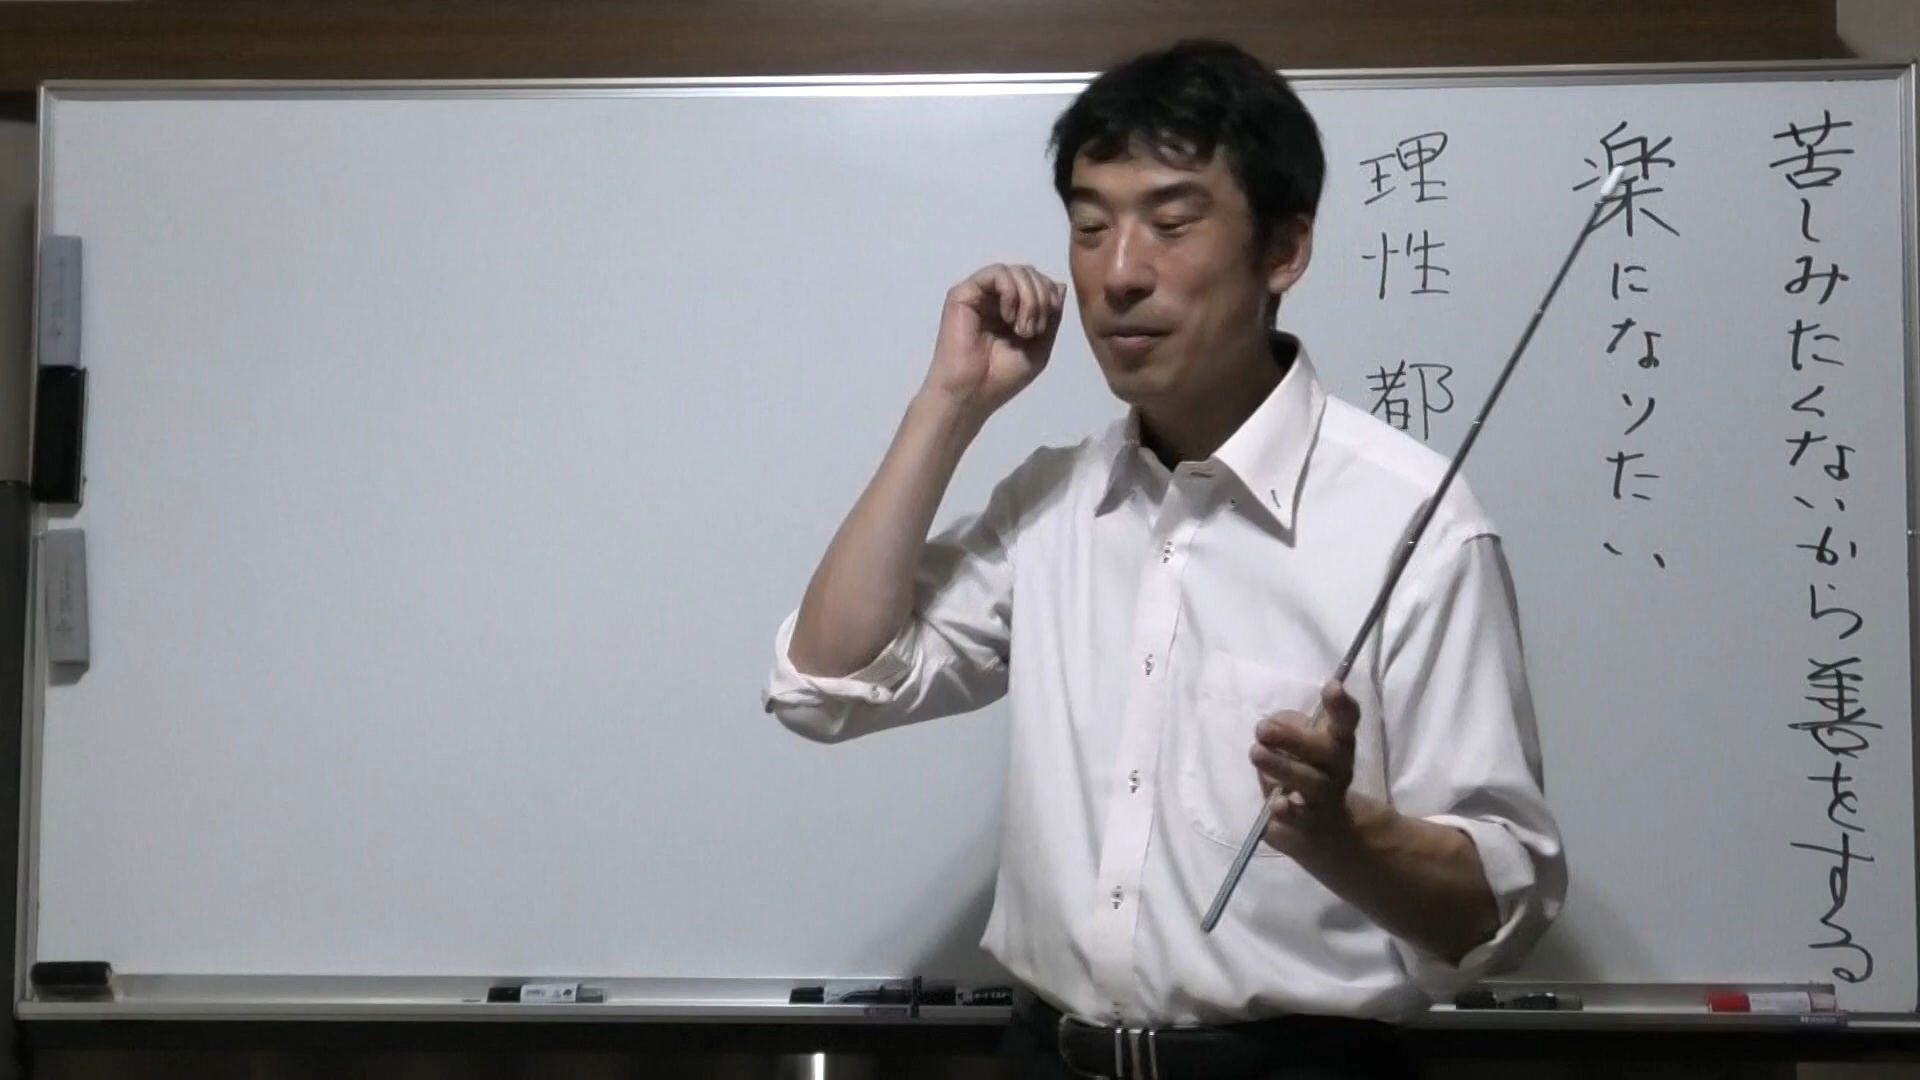 苦しみたくないから善をする
楽になりたい
理性 都